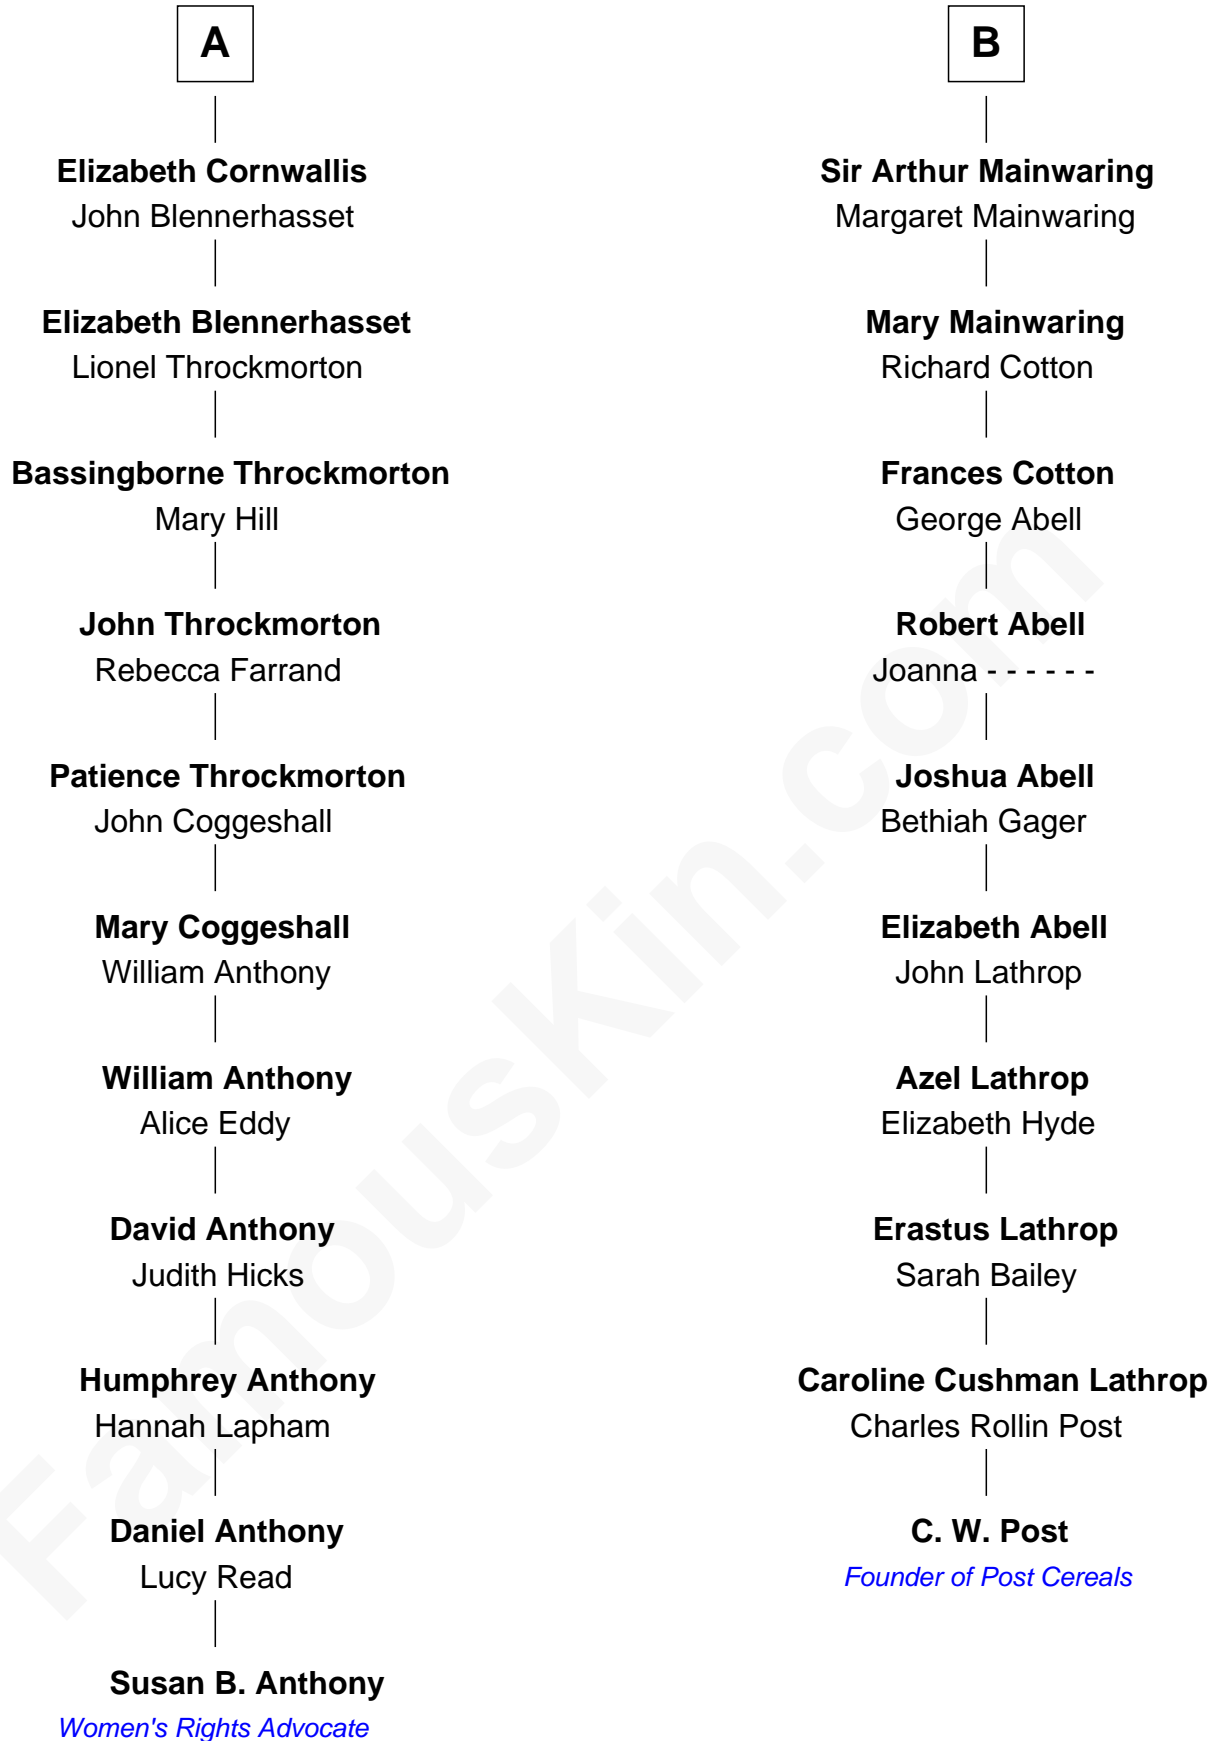 A
Elizabeth Cornwallis
John Blennerhasset
Elizabeth Blennerhasset
Lionel Throckmorton
Bassingborne Throckmorton
Mary Hill
John Throckmorton
Rebecca Farrand
Patience Throckmorton
John Coggeshall
Mary Coggeshall
William Anthony
William Anthony
Alice Eddy
David Anthony
Judith Hicks
Humphrey Anthony
Hannah Lapham
Daniel Anthony
Lucy Read
Susan B. Anthony
Women's Rights Advocate
B
Sir Arthur Mainwaring
Margaret Mainwaring
Mary Mainwaring
Richard Cotton
Frances Cotton
George Abell
Robert Abell
Joanna - - - - - -
Joshua Abell
Bethiah Gager
Elizabeth Abell
John Lathrop
Azel Lathrop
Elizabeth Hyde
Erastus Lathrop
Sarah Bailey
Caroline Cushman Lathrop
Charles Rollin Post
C. W. Post
Founder of Post Cereals
FamousKin.com